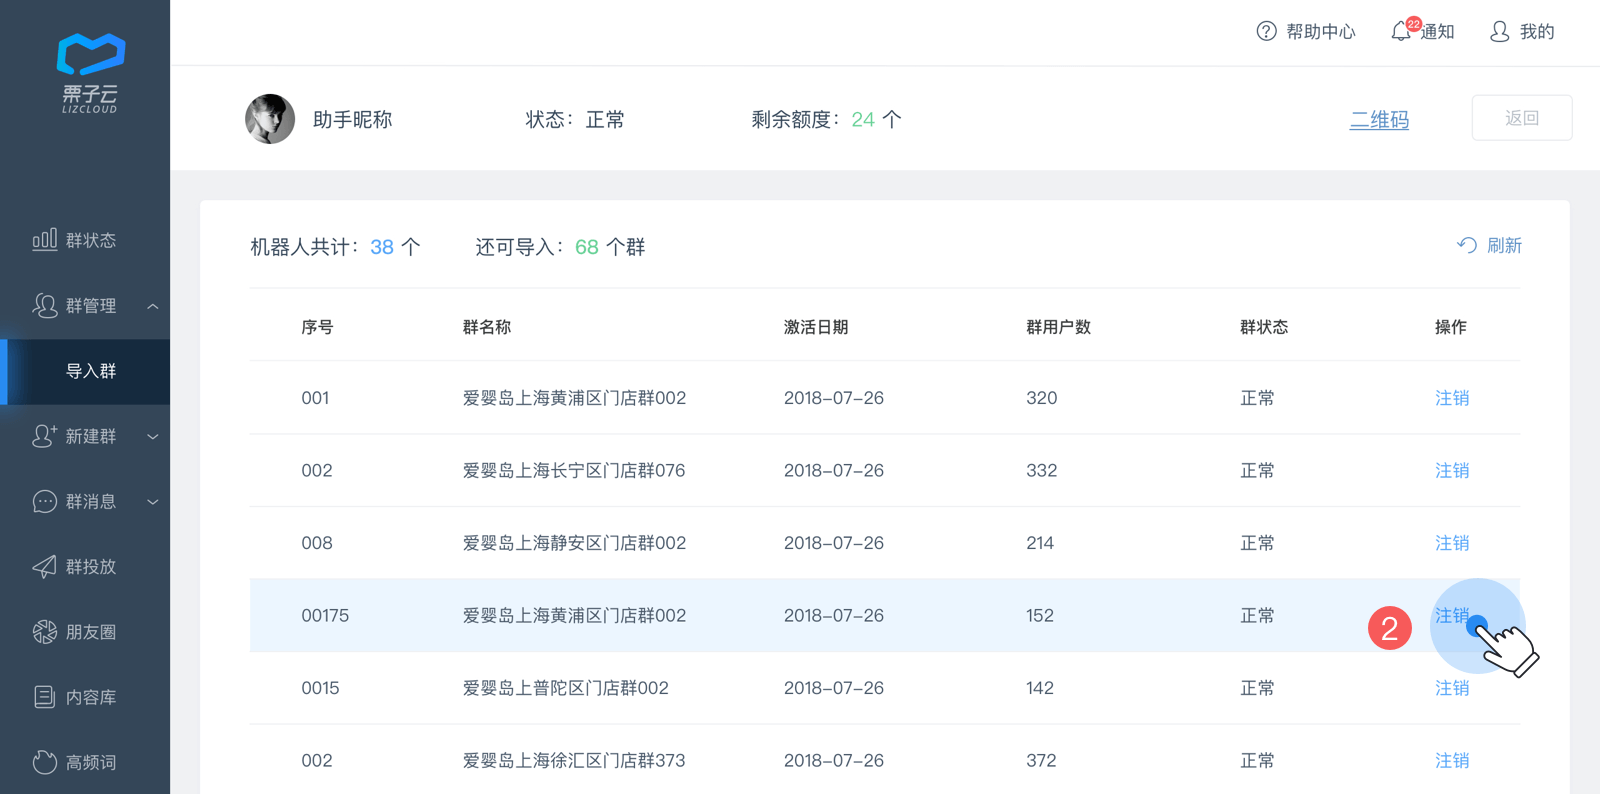 帮助中心 22 通知 我的
栗子云
LIZCLOUD
助手昵称 状态：正常 剩余额度：24 个 二维码 返回
群状态
群管理
导入群
新建群
群消息
群投放
朋友圈
内容库
高频词
机器人共计：38 个 还可导入：68 个群 刷新
序号 群名称 激活日期 群用户数 群状态 操作
001 爱婴岛上海黄浦区门店群002 2018-07-26 320 正常 注销
002 爱婴岛上海长宁区门店群076 2018-07-26 332 正常 注销
008 爱婴岛上海静安区门店群002 2018-07-26 214 正常 注销
00175 爱婴岛上海黄浦区门店群002 2018-07-26 152 正常 2 注销
0015 爱婴岛上普陀区门店群002 2018-07-26 142 正常 注销
002 爱婴岛上海徐汇区门店群373 2018-07-26 372 正常 注销